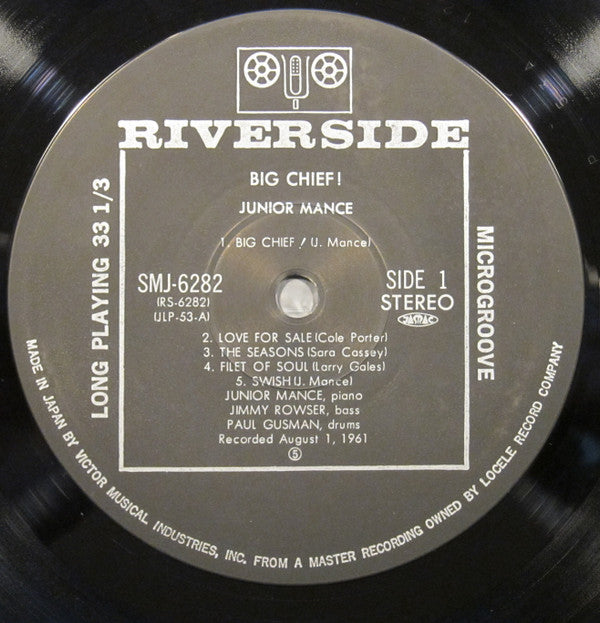 RIVERSIDE
BIG CHIEF!
JUNIOR MANCE
1. BIG CHIEF! (J. Mance)
SMJ-6282
(RS-6282)
(JLP-53-A)
SIDE 1
STEREO
JASRAC
2. LOVE FOR SALE (Cole Porter)
3. THE SEASONS (Sara Cassey)
4. FILET OF SOUL (Larry Gales)
5. SWISH (J. Mance)
JUNIOR MANCE, piano
JIMMY ROWSER, bass
PAUL GUSMAN, drums
Recorded August 1, 1961
5
LONG PLAYING 33 1/3
MICROGROOVE
MADE IN JAPAN BY VICTOR MUSICAL INDUSTRIES, INC. FROM A MASTER RECORDING OWNED BY LOCELE RECORD COMPANY